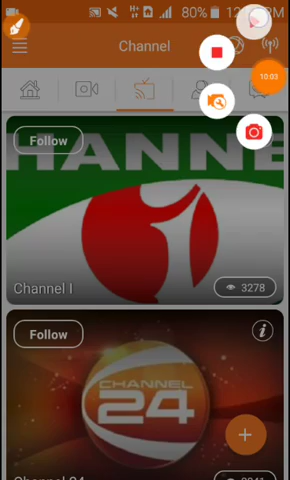 80%
Channel
10:03
Follow
HANNE
i
Channel I
3278
Follow
i
CHANNEL
24
+